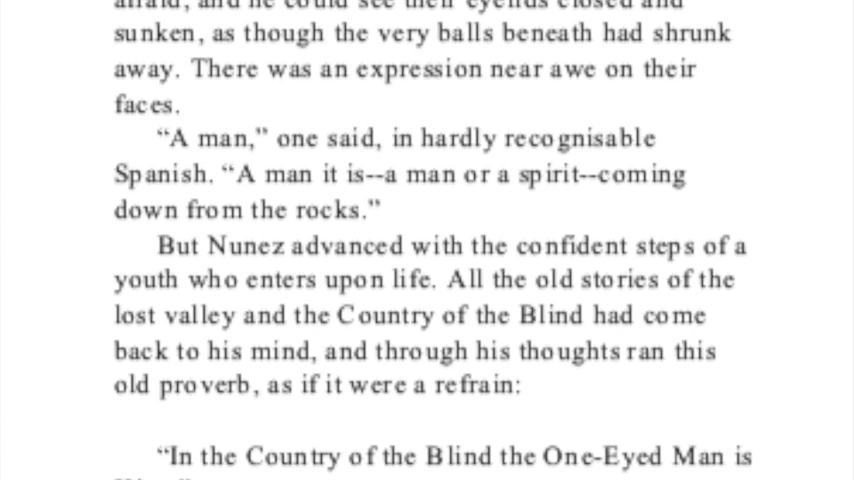 afraid, and he could see their eyelids closed and
sunken, as though the very balls beneath had shrunk
away. There was an expression near awe on their
faces.
“A man,” one said, in hardly recognisable
Spanish. “A man it is--a man or a spirit--coming
down from the rocks.”
But Nunez advanced with the confident steps of a
youth who enters upon life. All the old stories of the
lost valley and the Country of the Blind had come
back to his mind, and through his thoughts ran this
old proverb, as if it were a refrain:
“In the Country of the Blind the One-Eyed Man is